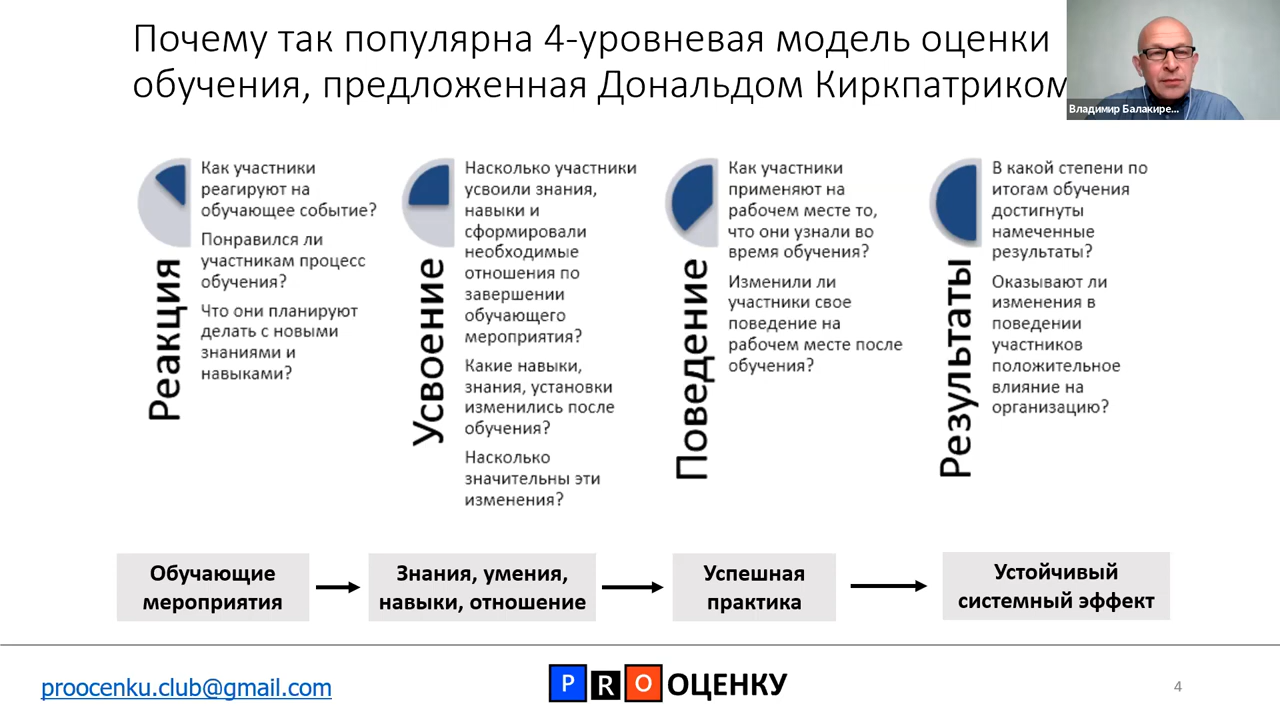 Почему так популярна 4-уровневая модель оценки
обучения, предложенная Дональдом Киркпатриком
Владимир Балакире...
Реакция
Как участники
реагируют на
обучающее событие?
Понравился ли
участникам процесс
обучения?
Что они планируют
делать с новыми
знаниями и
навыками?
Усвоение
Насколько участники
усвоили знания,
навыки и
сформировали
необходимые
отношения по
завершении
обучающего
мероприятия?
Какие навыки,
знания, установки
изменились после
обучения?
Насколько
значительны эти
изменения?
Поведение
Как участники
применяют на
рабочем месте то,
что они узнали во
время обучения?
Изменили ли
участники свое
поведение на
рабочем месте после
обучения?
Результаты
В какой степени по
итогам обучения
достигнуты
намеченные
результаты?
Оказывают ли
изменения в
поведении
участников
положительное
влияние на
организацию?
Обучающие
мероприятия
Знания, умения,
навыки, отношение
Успешная
практика
Устойчивый
системный эффект
proocenku.club@gmail.com
PRO ОЦЕНКУ
4